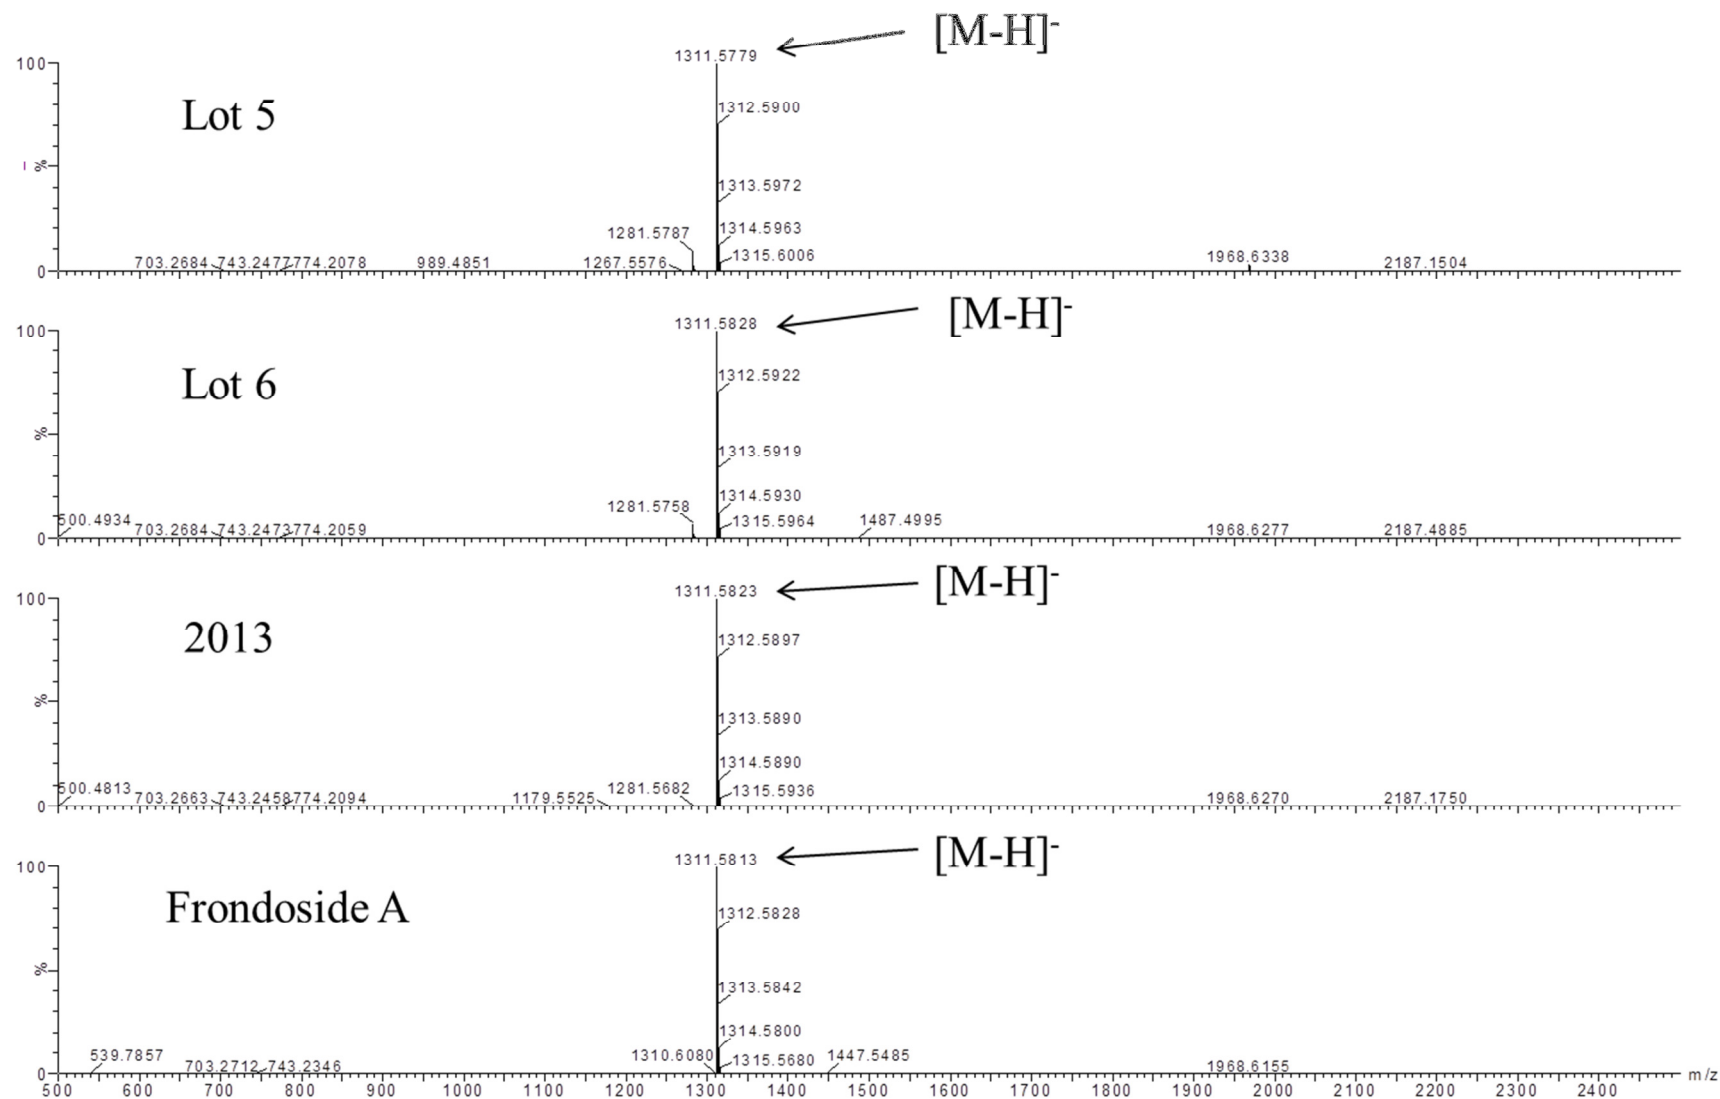 [M-H]-
1311.5779
100
1312.5900
Lot 5
%
1313.5972
1281.5787
1314.5963
703.2684 743.2477 774.2078 989.4851 1267.5576 1315.6006 1968.6338 2187.1504
0
[M-H]-
1311.5828
100
1312.5922
Lot 6
%
1313.5919
1281.5758
1314.5930
500.4934 703.2684 743.2473 774.2059 1315.5964 1487.4995 1968.6277 2187.4885
0
[M-H]-
1311.5823
100
1312.5897
2013
%
1313.5890
1314.5890
500.4813 703.2663 743.2458 774.2094 1179.5525 1281.5682 1315.5936 1968.6270 2187.1750
0
[M-H]-
1311.5813
100
1312.5828
Frondoside A
%
1313.5842
1314.5800
539.7857 703.2712 743.2346 1310.6080 1315.5680 1447.5485 1968.6155
0
m/z
500 600 700 800 900 1000 1100 1200 1300 1400 1500 1600 1700 1800 1900 2000 2100 2200 2300 2400